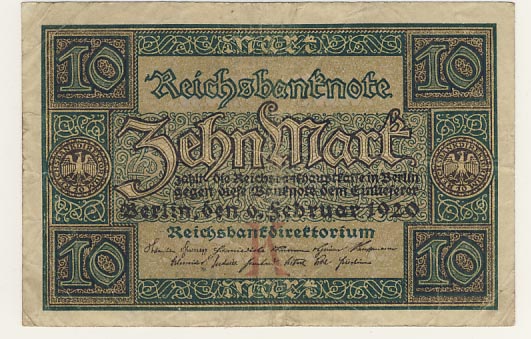 10 10
Reichsbanknote
Zehn Mark
zahlt die Reichsbankhauptkasse in Berlin
gegen diese Banknote dem Einlieferer
Berlin, den 6. Februar 1920
Reichsbankdirektorium
10 10